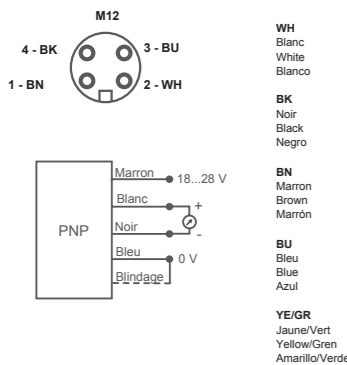 M12
4 - BK
3 - BU
1 - BN
2 - WH
PNP
Marron
18...28 V
Blanc
+
Noir
-
Bleu
0 V
Blindage
WH
Blanc
White
Blanco
BK
Noir
Black
Negro
BN
Marron
Brown
Marrón
BU
Bleu
Blue
Azul
YE/GR
Jaune/Vert
Yellow/Gren
Amarillo/Verde